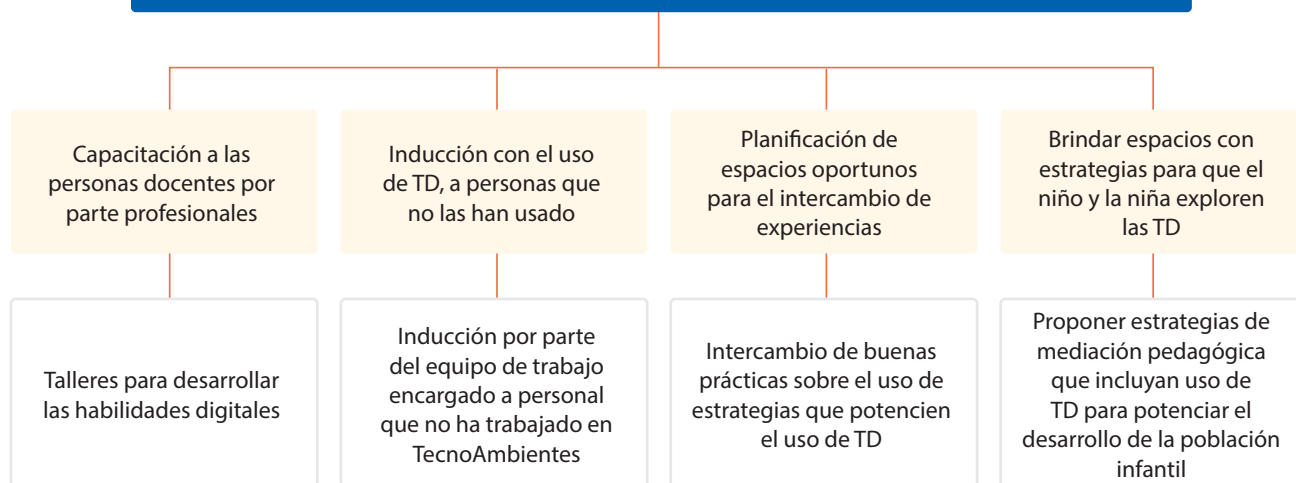 Capacitación a las
personas docentes por
parte profesionales
Inducción con el uso
de TD, a personas que
no las han usado
Planificación de
espacios oportunos
para el intercambio de
experiencias
Brindar espacios con
estrategias para que el
niño y la niña exploren
las TD
Talleres para desarrollar
las habilidades digitales
Inducción por parte
del equipo de trabajo
encargado a personal
que no ha trabajado en
TecnoAmbientes
Intercambio de buenas
prácticas sobre el uso de
estrategias que potencien
el uso de TD
Proponer estrategias de
mediación pedagógica
que incluyan uso de
TD para potenciar el
desarrollo de la población
infantil